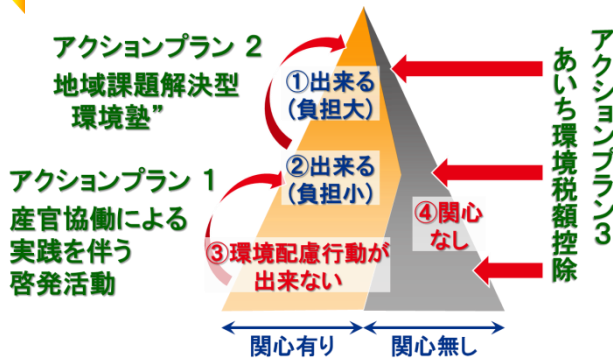 アクションプラン 2
地域課題解決型
環境塾”
アクションプラン 1
産官協働による
実践を伴う
啓発活動
①出来る
(負担大)
②出来る
(負担小)
③環境配慮行動が
出来ない
④関心
なし
アクションプラン3
あいち環境税額控除
関心有り
関心無し